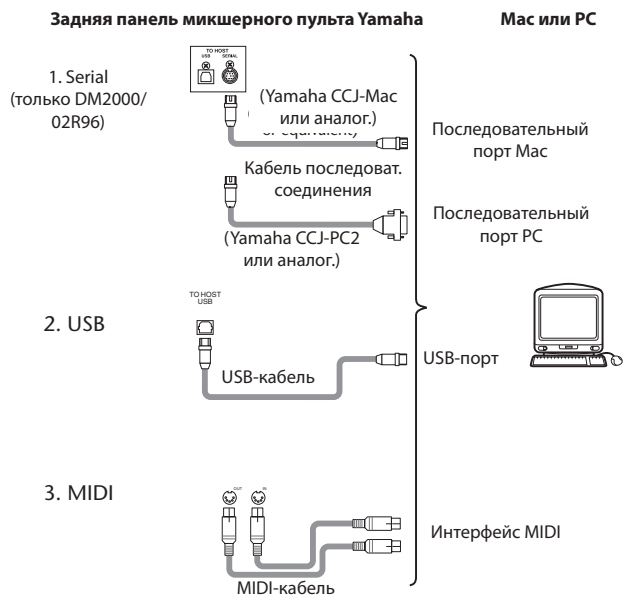 Задняя панель микшерного пульта Yamaha
Mac или PC
TO HOST
USB SERIAL
1. Serial
(только DM2000/
02R96)
(Yamaha CCJ-Mac
или аналог.)
or equivalent)
Последовательный
порт Mac
Кабель последоват.
соединения
(Yamaha CCJ-PC2
или аналог.)
Последовательный
порт PC
TO HOST
USB
2. USB
USB-кабель
USB-порт
3. MIDI
OUT IN
Интерфейс MIDI
MIDI-кабель